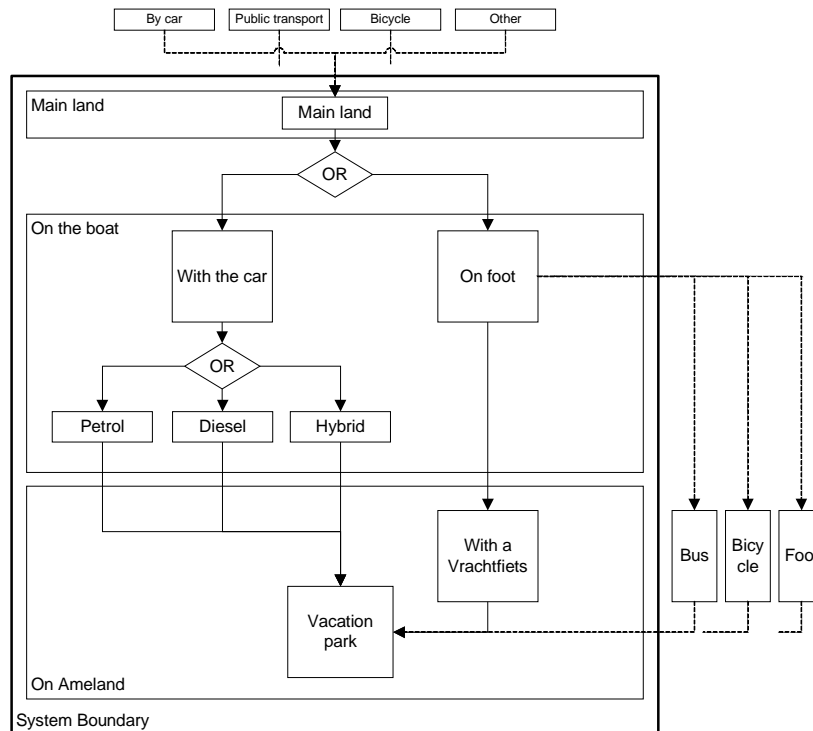 By car
Public transport
Bicycle
Other
Main land
Main land
OR
On the boat
With the car
On foot
OR
Petrol
Diesel
Hybrid
With a
Vrachtfiets
Bus
Bicy
cle
Foo
Vacation
park
On Ameland
System Boundary